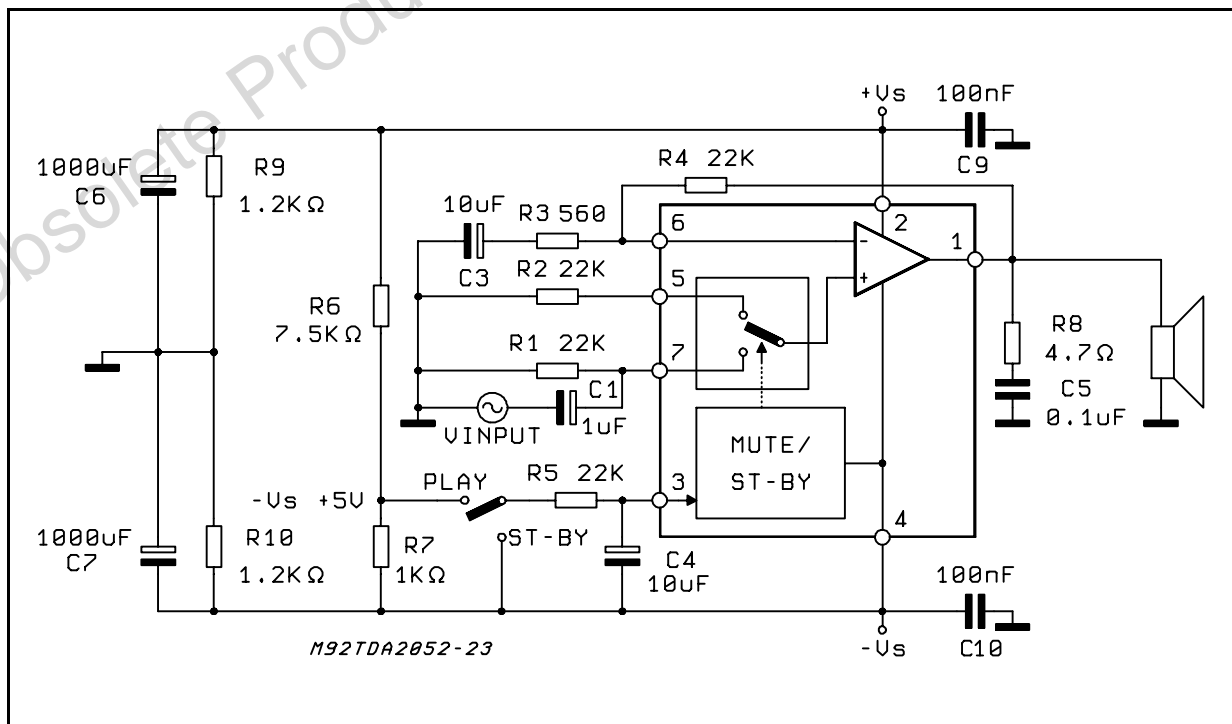 Obsolete Produ
+Vs
100nF
C9
1000uF
C6
R9
1.2KΩ
R4 22K
10uF
C3
R3 560
6
2
1
R2 22K
5
R6
7.5KΩ
R1 22K
7
-
+
C1
1uF
VINPUT
R8
4.7Ω
C5
0.1uF
MUTE/
ST-BY
PLAY
R5 22K
3
-Vs +5V
ST-BY
4
1000uF
C7
R10
1.2KΩ
R7
1KΩ
C4
10uF
100nF
C10
-Vs
M92TDA2052-23